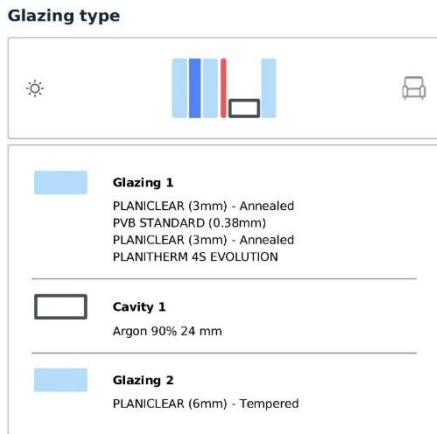 Glazing type
Glazing 1
PLANICLEAR (3mm) - Annealed
PVB STANDARD (0.38mm)
PLANICLEAR (3mm) - Annealed
PLANITHERM 4S EVOLUTION
Cavity 1
Argon 90% 24 mm
Glazing 2
PLANICLEAR (6mm) - Tempered